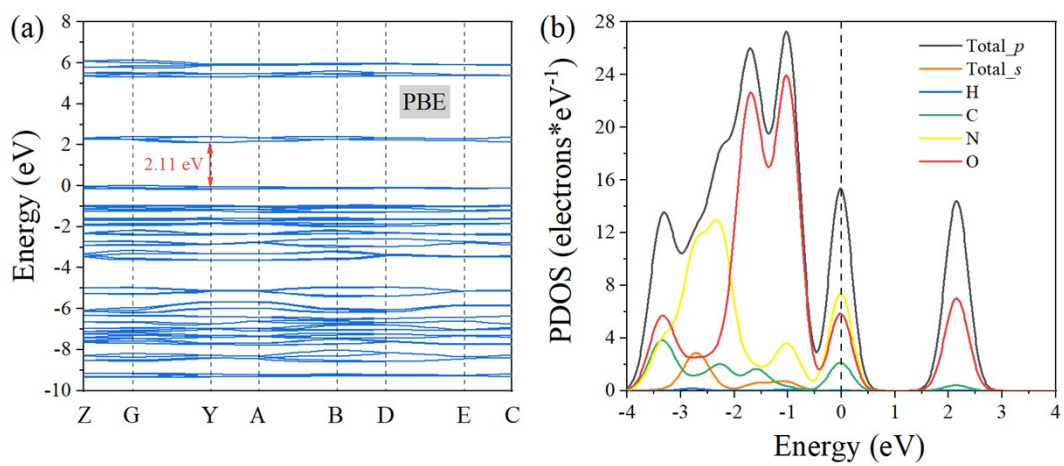 (a)
Energy (eV)
8
6
4
2
0
-2
-4
-6
-8
-10
PBE
2.11 eV
Z G Y A B D E C
(b)
PDOS (electrons*eV-1)
28
24
20
16
12
8
4
0
Total_p
Total_s
H
C
N
O
-4 -3 -2 -1 0 1 2 3 4
Energy (eV)